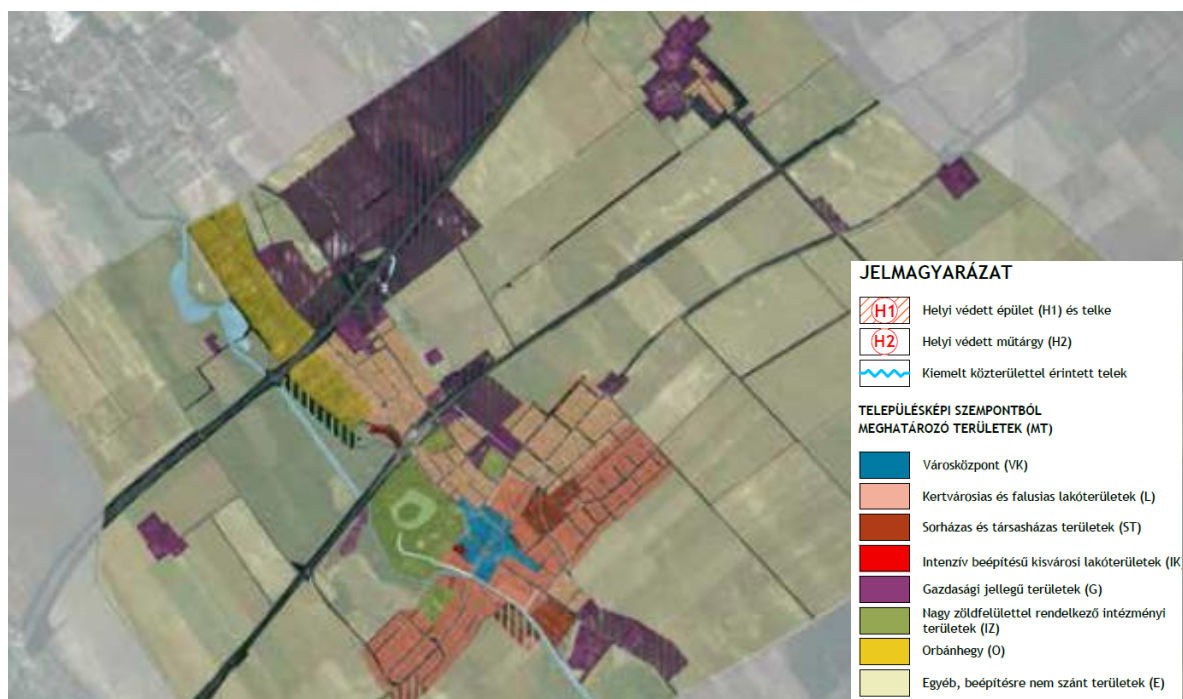 JELMAGYARÁZAT
H1 Helyi védett épület (H1) és telke
H2 Helyi védett műtárgy (H2)
Kiemelt közterülettel érintett telek
TELEPÜLÉSKÉPI SZEMPONTBÓL
MEGHATÁROZÓ TERÜLETEK (MT)
Városközpont (VK)
Kertvárosias és falusias lakóterületek (L)
Sorházas és társasházas területek (ST)
Intenzív beépítésű kisvárosi lakóterületek (IK
Gazdasági jellegű területek (G)
Nagy zöldfelülettel rendelkező intézményi
területek (IZ)
Orbánhegy (O)
Egyéb, beépítésre nem szánt területek (E)